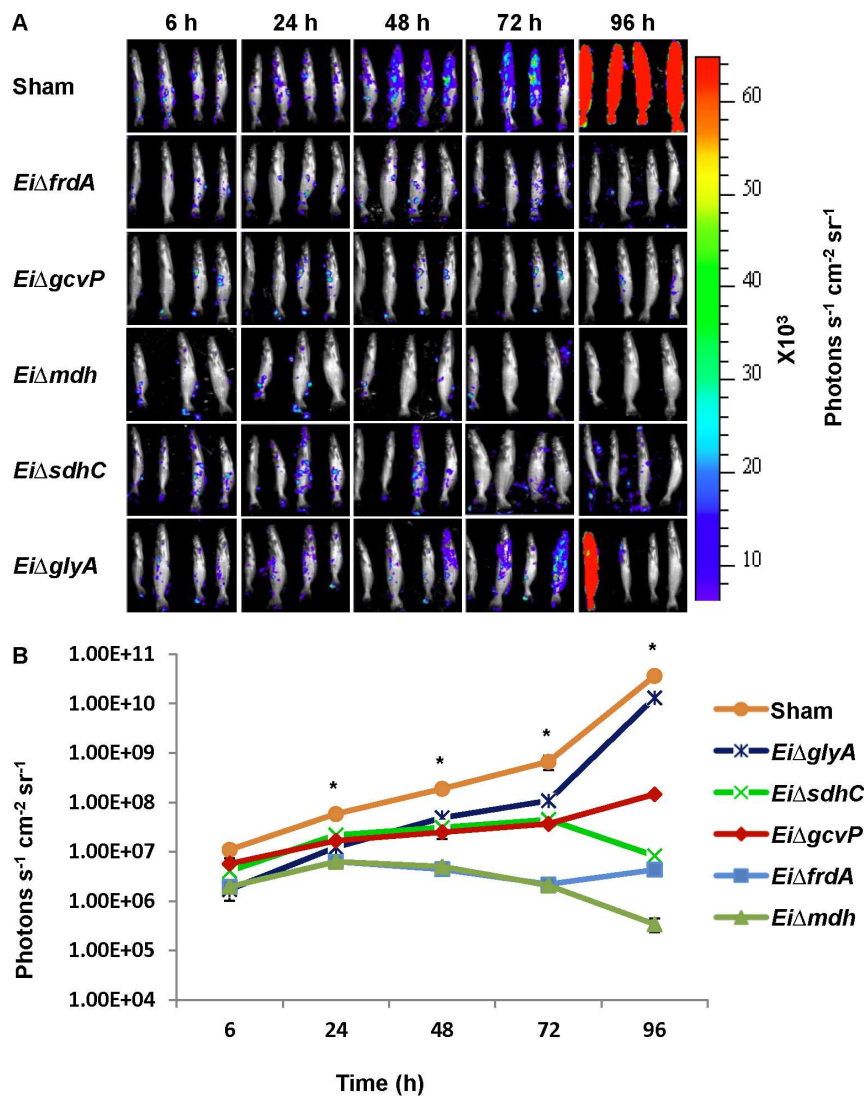 A
6 h 24 h 48 h 72 h 96 h
Sham
EiΔfrdA
EiΔgcvP
EiΔmdh
EiΔsdhC
EiΔglyA
60
50
40
30
20
10
X10³
Photons s⁻¹ cm⁻² sr⁻¹
B
Photons s⁻¹ cm⁻² sr⁻¹
1.00E+11
1.00E+10
1.00E+09
1.00E+08
1.00E+07
1.00E+06
1.00E+05
1.00E+04
* * * *
6 24 48 72 96
Time (h)
Sham
EiΔglyA
EiΔsdhC
EiΔgcvP
EiΔfrdA
EiΔmdh